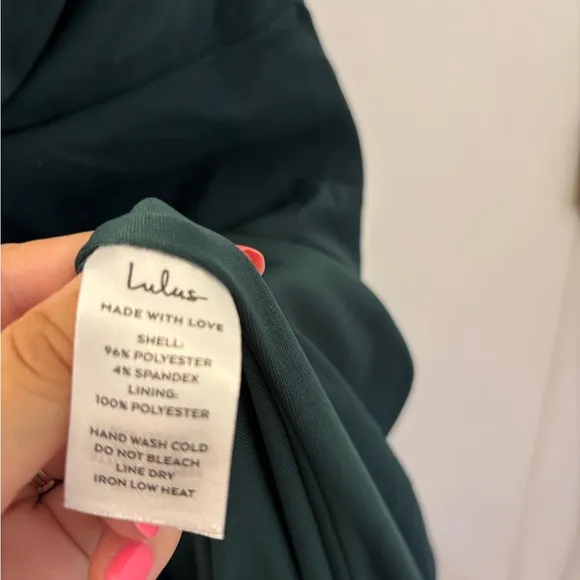 Lulus
MADE WITH LOVE
SHELL:
96% POLYESTER
4% SPANDEX
LINING:
100% POLYESTER
HAND WASH COLD
DO NOT BLEACH
LINE DRY
IRON LOW HEAT